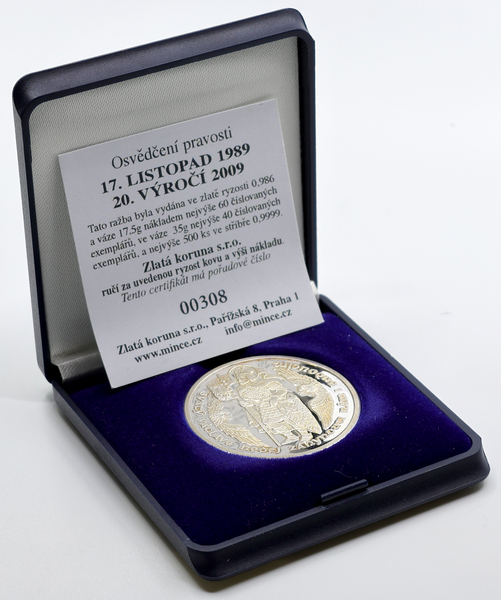 Osvědčení pravosti
17. LISTOPAD 1989
20. VÝROČÍ 2009
Tato ražba byla vydána ve zlatě ryzosti 0,986
a váze 17.5g nákladem nejvýše 60 číslovaných
exemplářů, ve váze 35g nejvýše 40 číslovaných
exemplářů, a nejvýše 500 ks ve stříbře 0,9999.
Zlatá koruna s.r.o.
ručí za uvedenou ryzost kovu a výši nákladu.
Tento certifikát má pořadové číslo
00308
Zlatá koruna s.r.o., Pařížská 8, Praha 1
www.mince.cz info@mince.cz